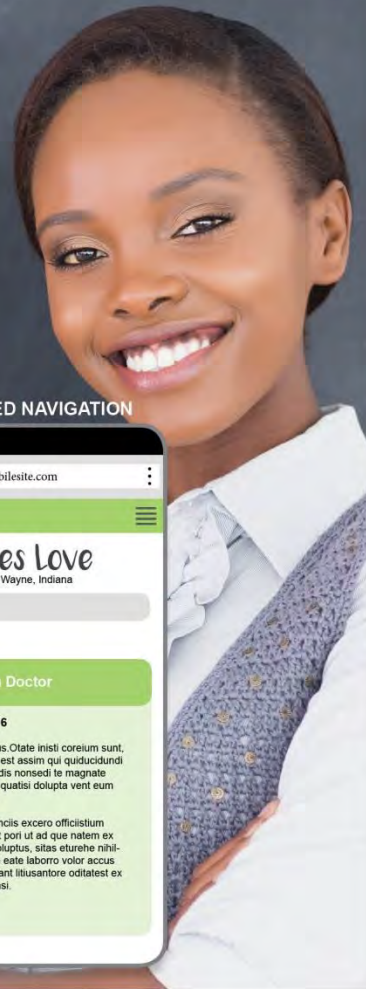 ED NAVIGATION
bilesite.com
es Love
Wayne, Indiana
Doctor
6
us.Otate inisti coreium sunt,
est assim qui quiducidundi
dis nonsedi te magnate
quatisi dolupta vent eum
nciis excero officiistium
t pori ut ad que natem ex
oluptus, sitas eturehe nihil-
eate laborro volor accus
ant litiusantore oditatest ex
si.